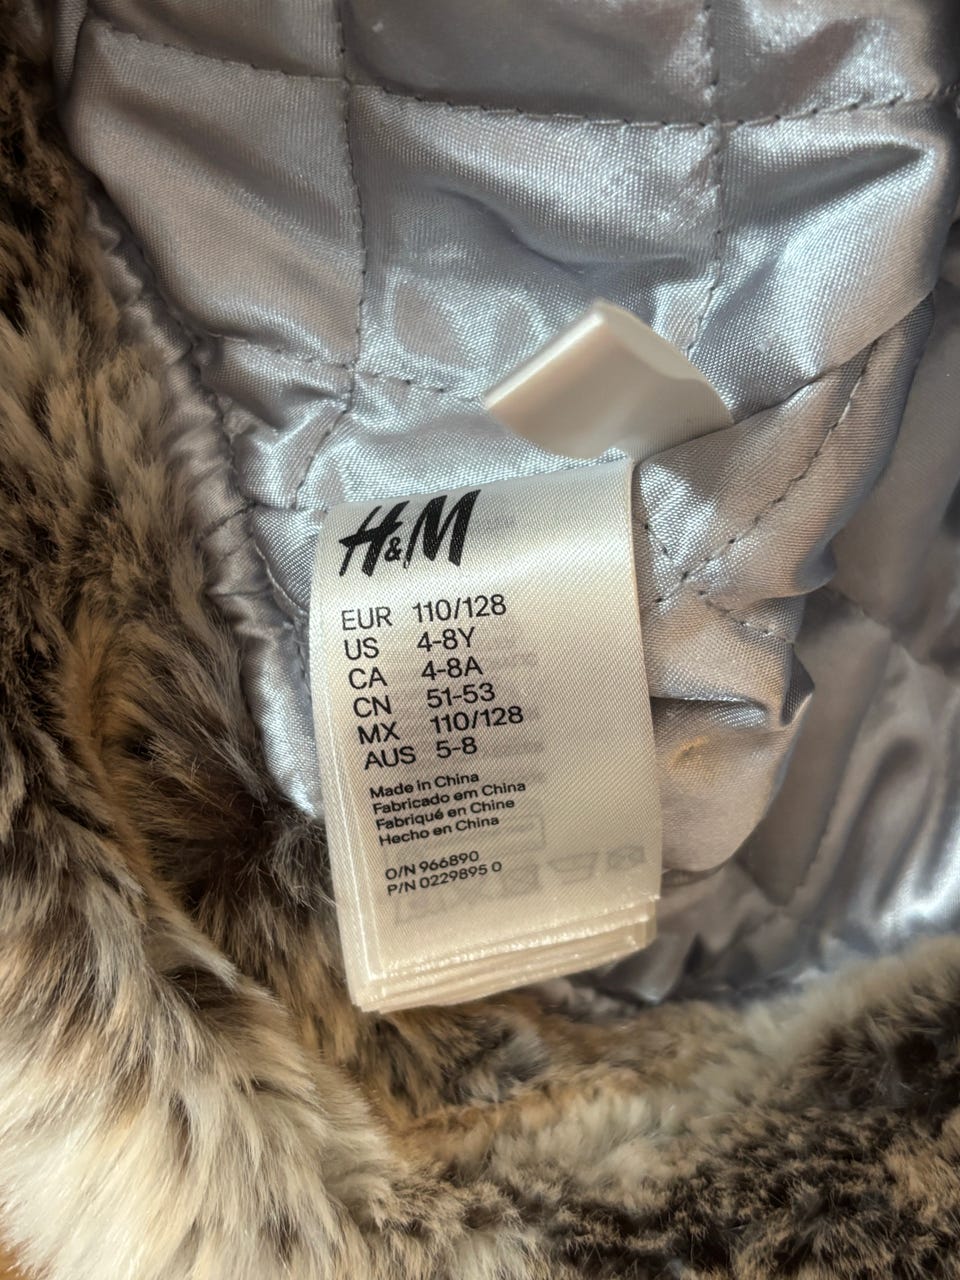 H&M
EUR 110/128
US 4-8Y
CA 4-8A
CN 51-53
MX 110/128
AUS 5-8
Made in China
Fabricado em China
Fabriqué en Chine
Hecho en China
O/N 966890
P/N 0229895 0